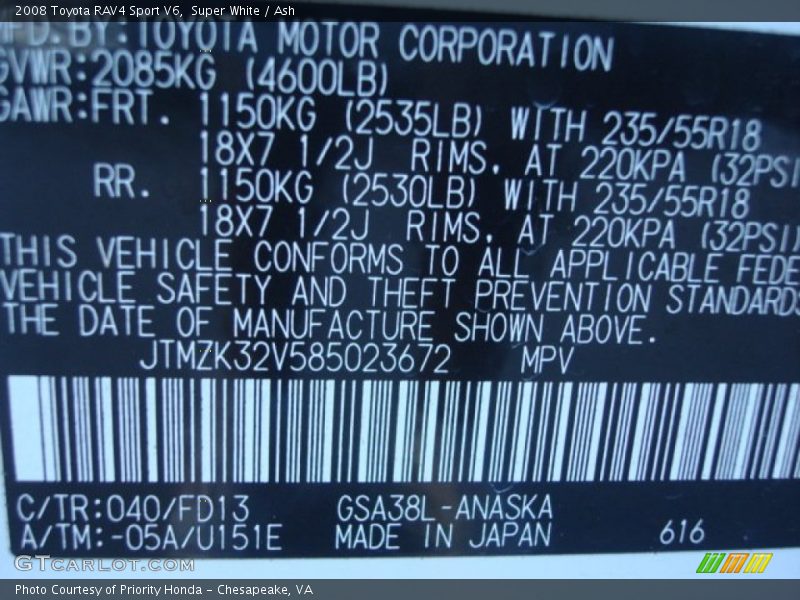 2008 Toyota RAV4 Sport V6, Super White / Ash
MFD.BY:TOYOTA MOTOR CORPORATION
GVWR:2085KG (4600LB)
GAWR:FRT. 1150KG (2535LB) WITH 235/55R18
18X7 1/2J RIMS, AT 220KPA (32PSI)
RR. 1150KG (2530LB) WITH 235/55R18
18X7 1/2J RIMS, AT 220KPA (32PSI)
THIS VEHICLE CONFORMS TO ALL APPLICABLE FEDE
VEHICLE SAFETY AND THEFT PREVENTION STANDARDS
THE DATE OF MANUFACTURE SHOWN ABOVE.
JTMZK32V585023672 MPV
C/TR:040/FD13 GSA38L-ANASKA
A/TM:-05A/U151E MADE IN JAPAN 616
GTCARLOT.COM
Photo Courtesy of Priority Honda - Chesapeake, VA